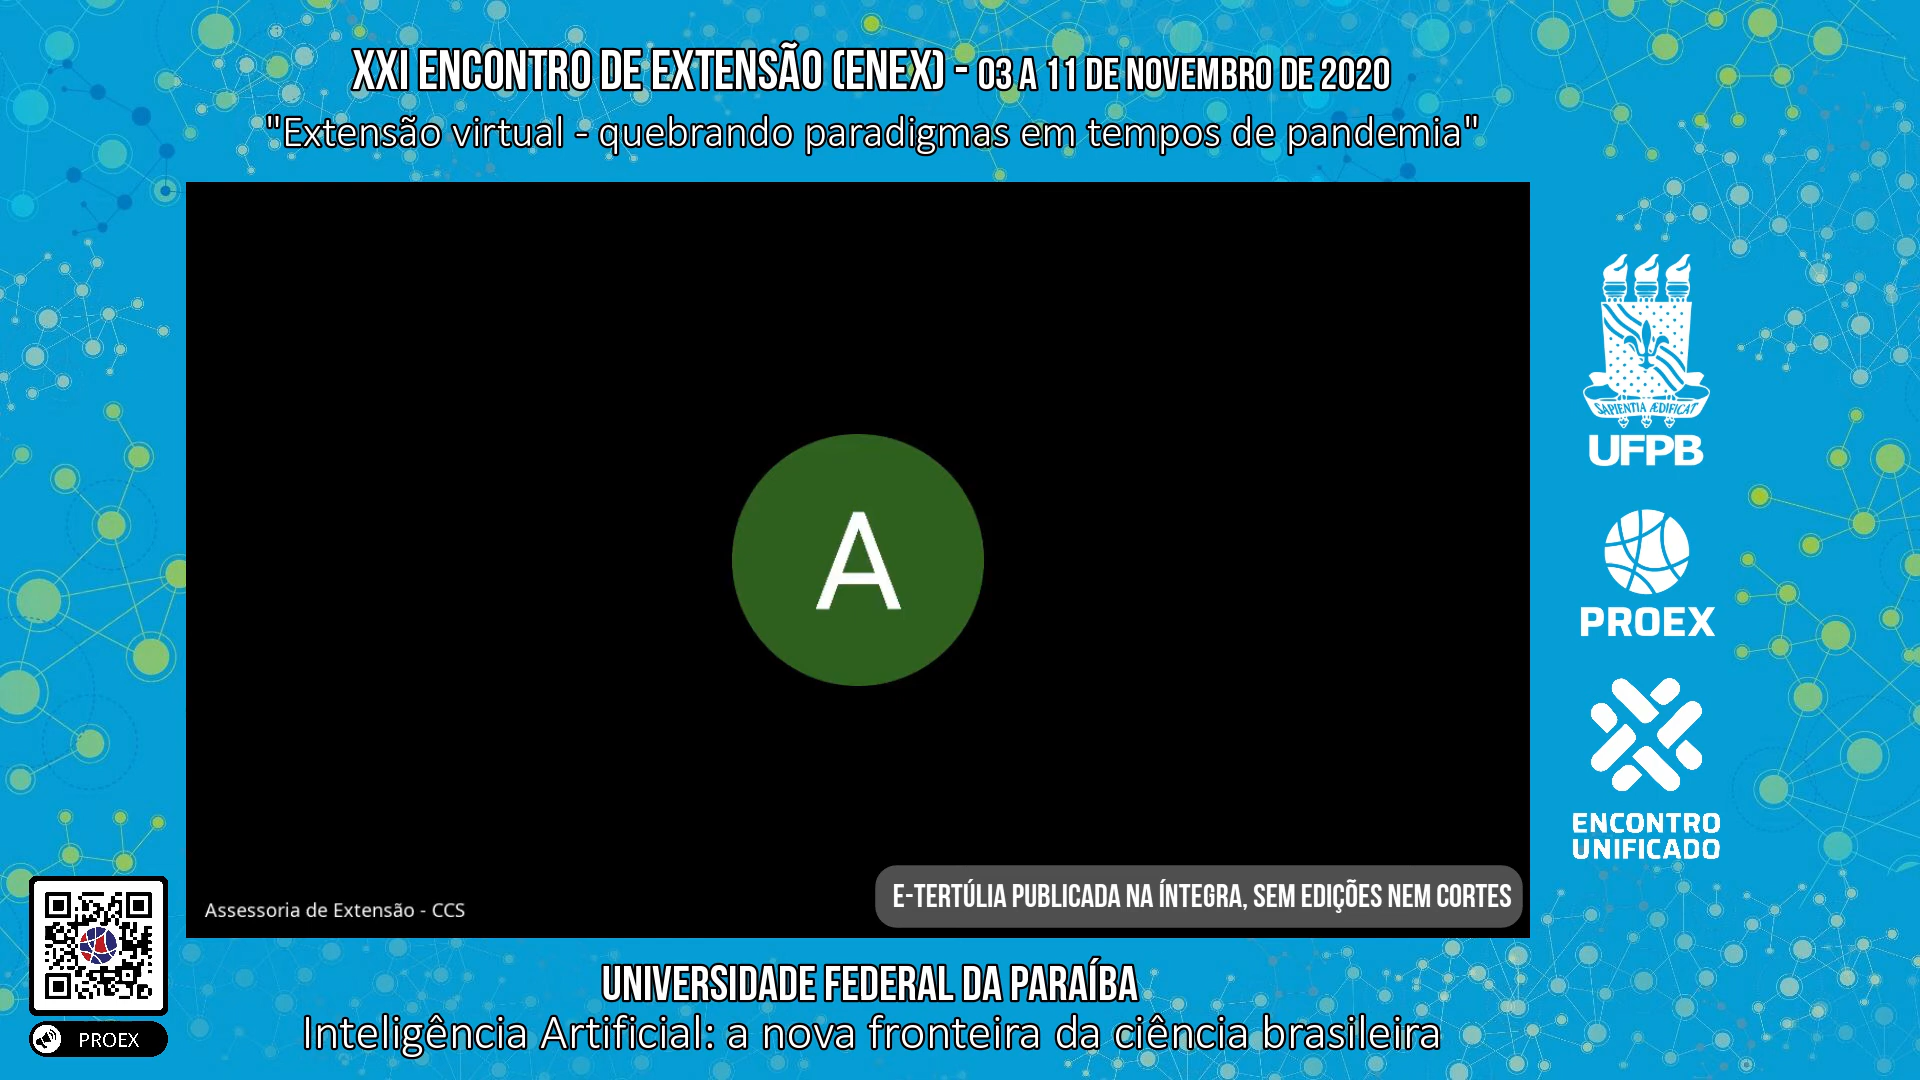 XXI ENCONTRO DE EXTENSÃO (ENEX) - 03 A 11 DE NOVEMBRO DE 2020
"Extensão virtual - quebrando paradigmas em tempos de pandemia"
SAPIENTIA ÆDIFICAT
UFPB
PROEX
A
ENCONTRO
UNIFICADO
E-TERTÚLIA PUBLICADA NA ÍNTEGRA, SEM EDIÇÕES NEM CORTES
Assessoria de Extensão - CCS
PROEX
UNIVERSIDADE FEDERAL DA PARAÍBA
Inteligência Artificial: a nova fronteira da ciência brasileira